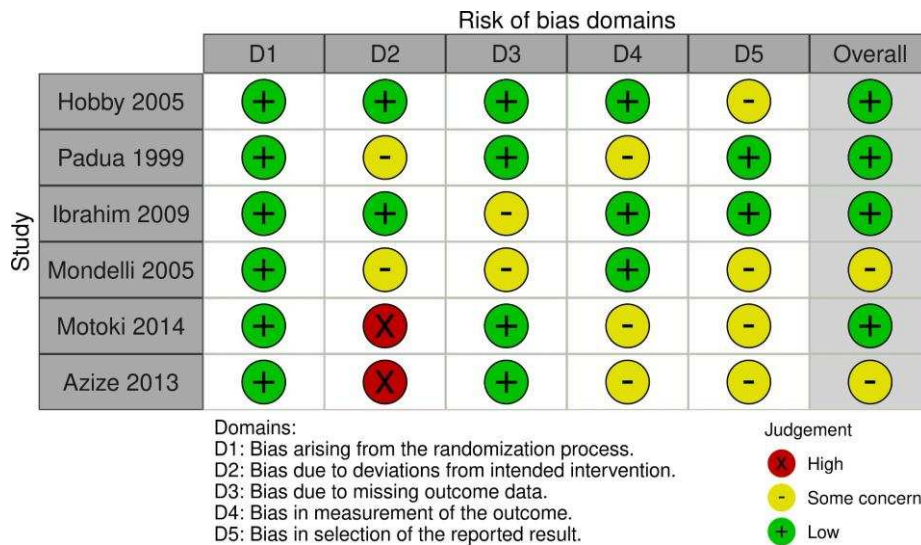 Risk of bias domains
D1 D2 D3 D4 D5 Overall
Study
Hobby 2005 + + + + - +
Padua 1999 + - + - + +
Ibrahim 2009 + + - + + +
Mondelli 2005 + - - + - -
Motoki 2014 + X + - - +
Azize 2013 + X + - - -
Domains:
D1: Bias arising from the randomization process.
D2: Bias due to deviations from intended intervention.
D3: Bias due to missing outcome data.
D4: Bias in measurement of the outcome.
D5: Bias in selection of the reported result.
Judgement
X High
- Some concern
+ Low